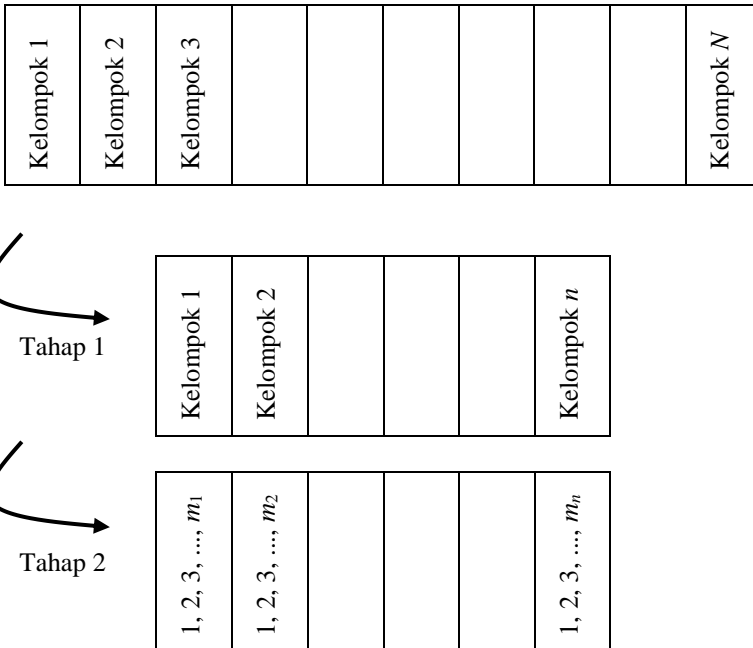 Kelompok 1
Kelompok 2
Kelompok 3
Kelompok N
Tahap 1
Kelompok 1
Kelompok 2
Kelompok n
Tahap 2
1, 2, 3, ..., m₁
1, 2, 3, ..., m₂
1, 2, 3, ..., mₙ